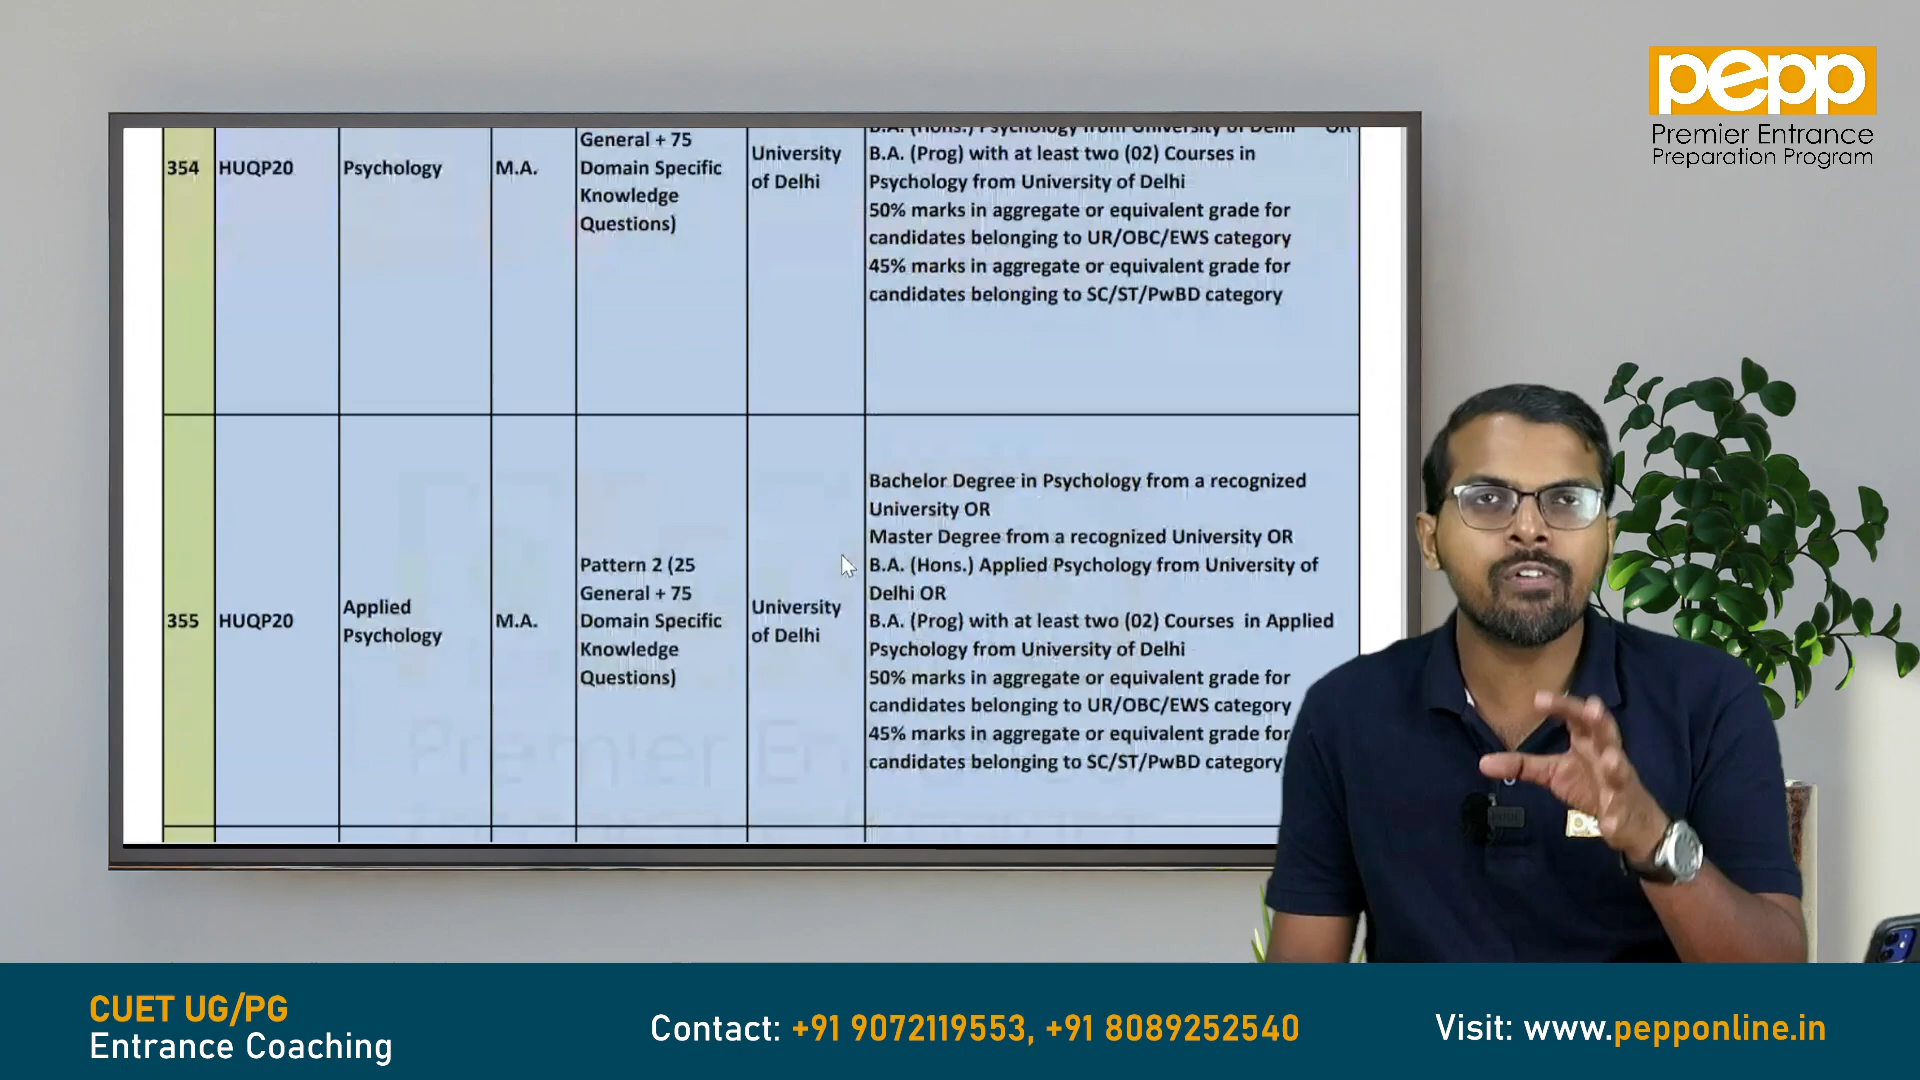 pepp
Premier Entrance
Preparation Program
354
HUQP20
Psychology
M.A.
General + 75
Domain Specific
Knowledge
Questions)
University
of Delhi
B.A. (Hons.) Psychology from University of Delhi OR
B.A. (Prog) with at least two (02) Courses in
Psychology from University of Delhi
50% marks in aggregate or equivalent grade for
candidates belonging to UR/OBC/EWS category
45% marks in aggregate or equivalent grade for
candidates belonging to SC/ST/PwBD category
355
HUQP20
Applied
Psychology
M.A.
Pattern 2 (25
General + 75
Domain Specific
Knowledge
Questions)
University
of Delhi
Bachelor Degree in Psychology from a recognized
University OR
Master Degree from a recognized University OR
B.A. (Hons.) Applied Psychology from University of
Delhi OR
B.A. (Prog) with at least two (02) Courses in Applied
Psychology from University of Delhi
50% marks in aggregate or equivalent grade for
candidates belonging to UR/OBC/EWS category
45% marks in aggregate or equivalent grade for
candidates belonging to SC/ST/PwBD category
CUET UG/PG
Entrance Coaching
Contact: +91 9072119553, +91 8089252540
Visit: www.pepponline.in